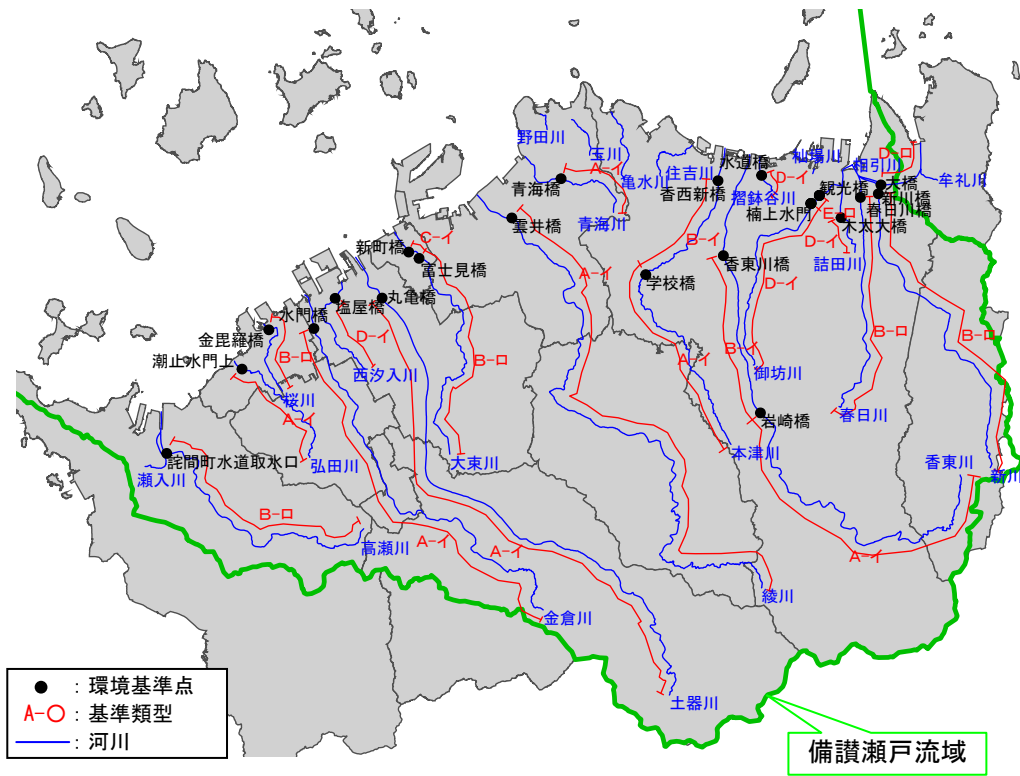 野田川
玉川
A-イ
青海橋
亀水川
青海川
雲井橋
住吉川
水道橋
香西新橋
摺鉢谷川
D-イ
杣場川
相引川
D-ロ
牟礼川
観光橋
大橋
新川橋
楠上水門
春日川橋
E-ロ
木太大橋
D-イ
詰田川
新町橋
C-イ
富士見橋
B-イ
香東川橋
学校橋
A-イ
D-イ
水門橋
塩屋橋
丸亀橋
金毘羅橋
D-イ
B-ロ
潮止水門上
西汐入川
桜川
B-ロ
A-イ
弘田川
大東川
A-イ
B-イ
御坊川
B-ロ
B-ロ
春日川
岩崎橋
本津川
香東川
新川
詫間町水道取水口
瀬入川
B-ロ
高瀬川
A-イ
A-イ
A-イ
綾川
金倉川
土器川
●：環境基準点
A-○：基準類型
：河川
備讃瀬戸流域